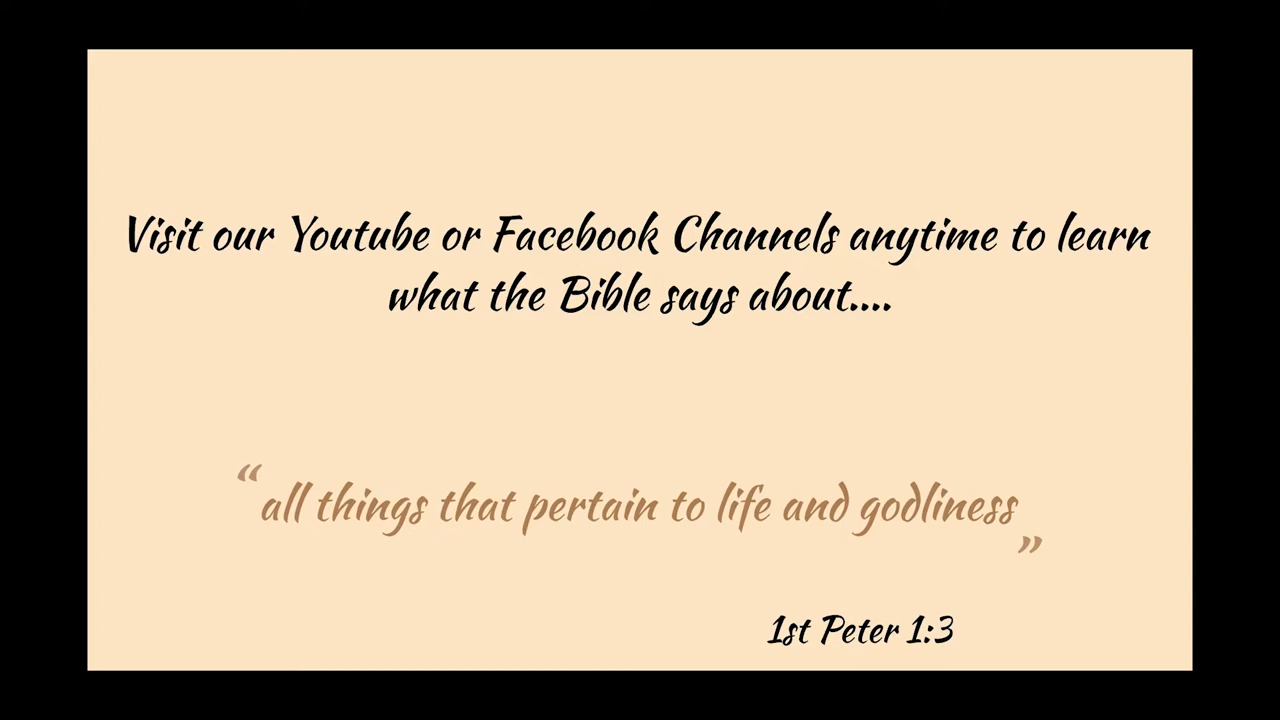 Visit our Youtube or Facebook Channels anytime to learn
what the Bible says about....
“all things that pertain to life and godliness”
1st Peter 1:3